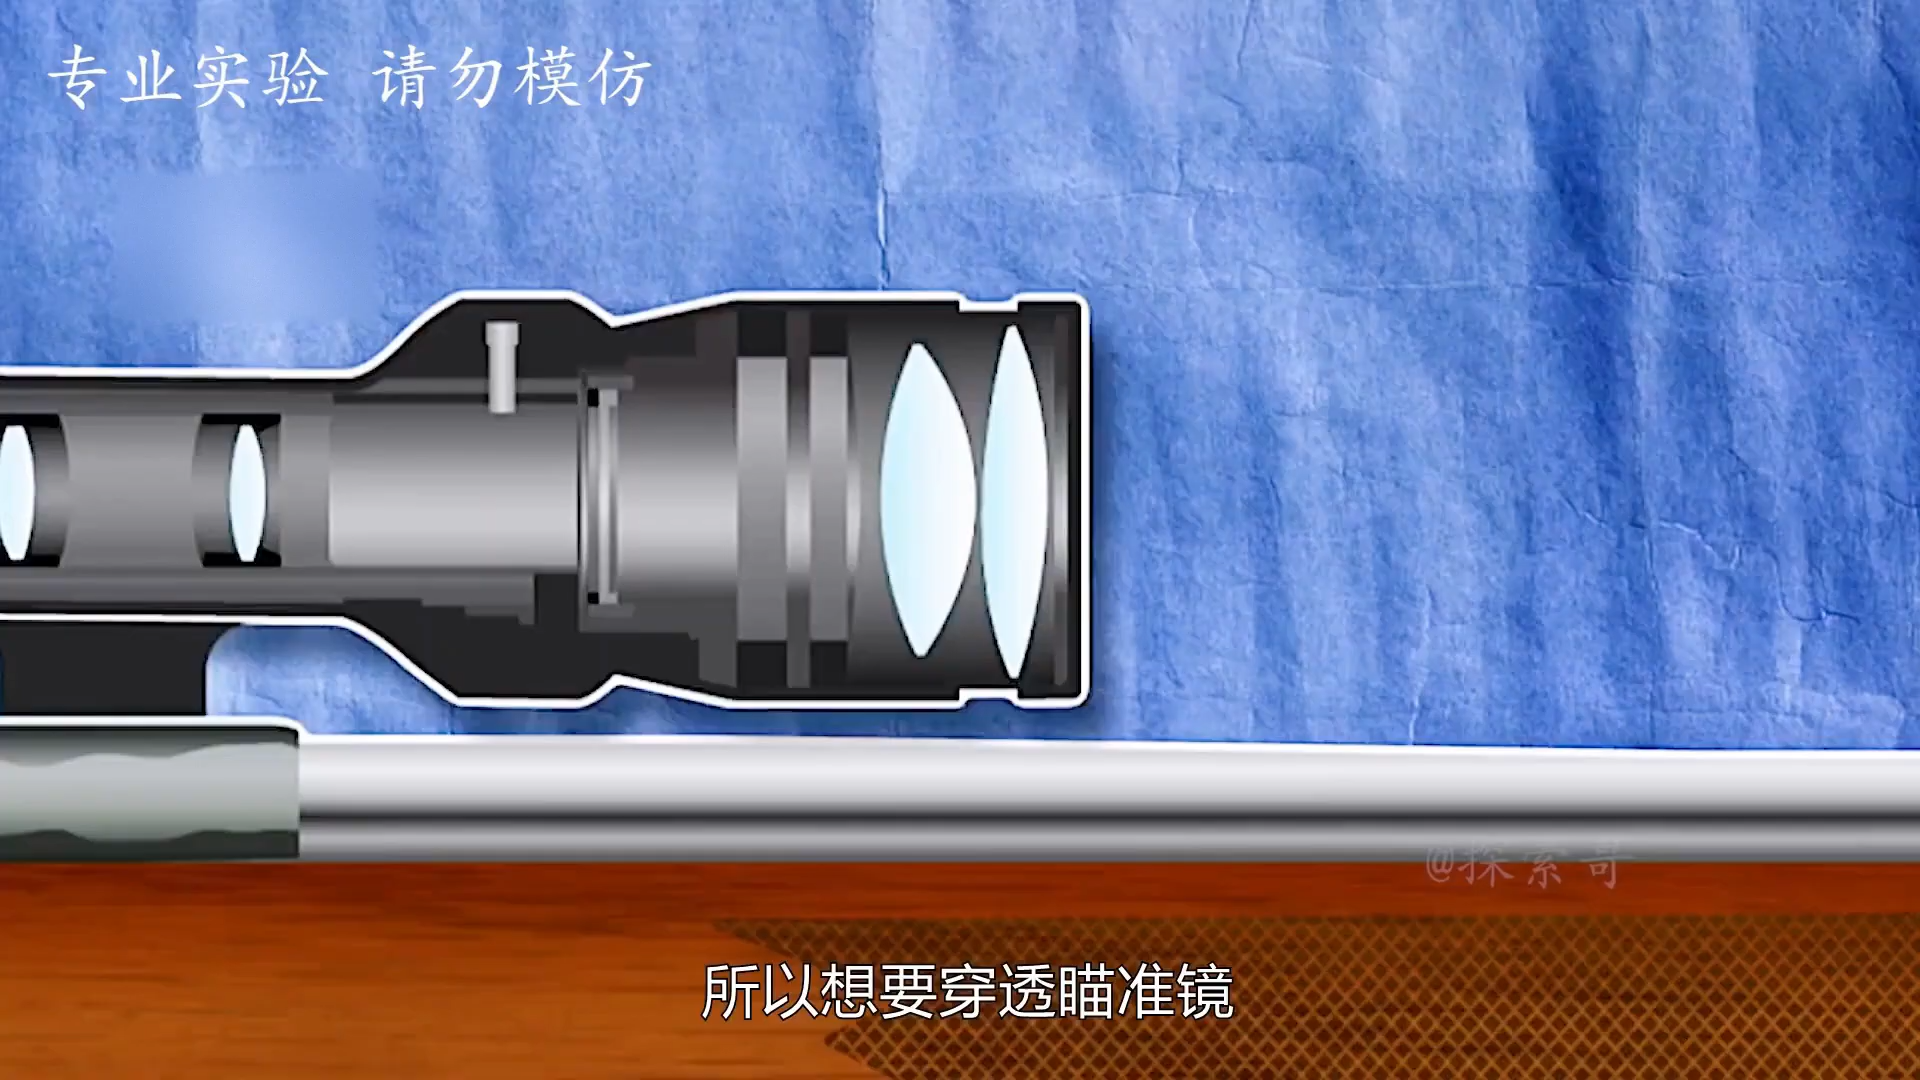 专业实验 请勿模仿
@探索哥
所以想要穿透瞄准镜